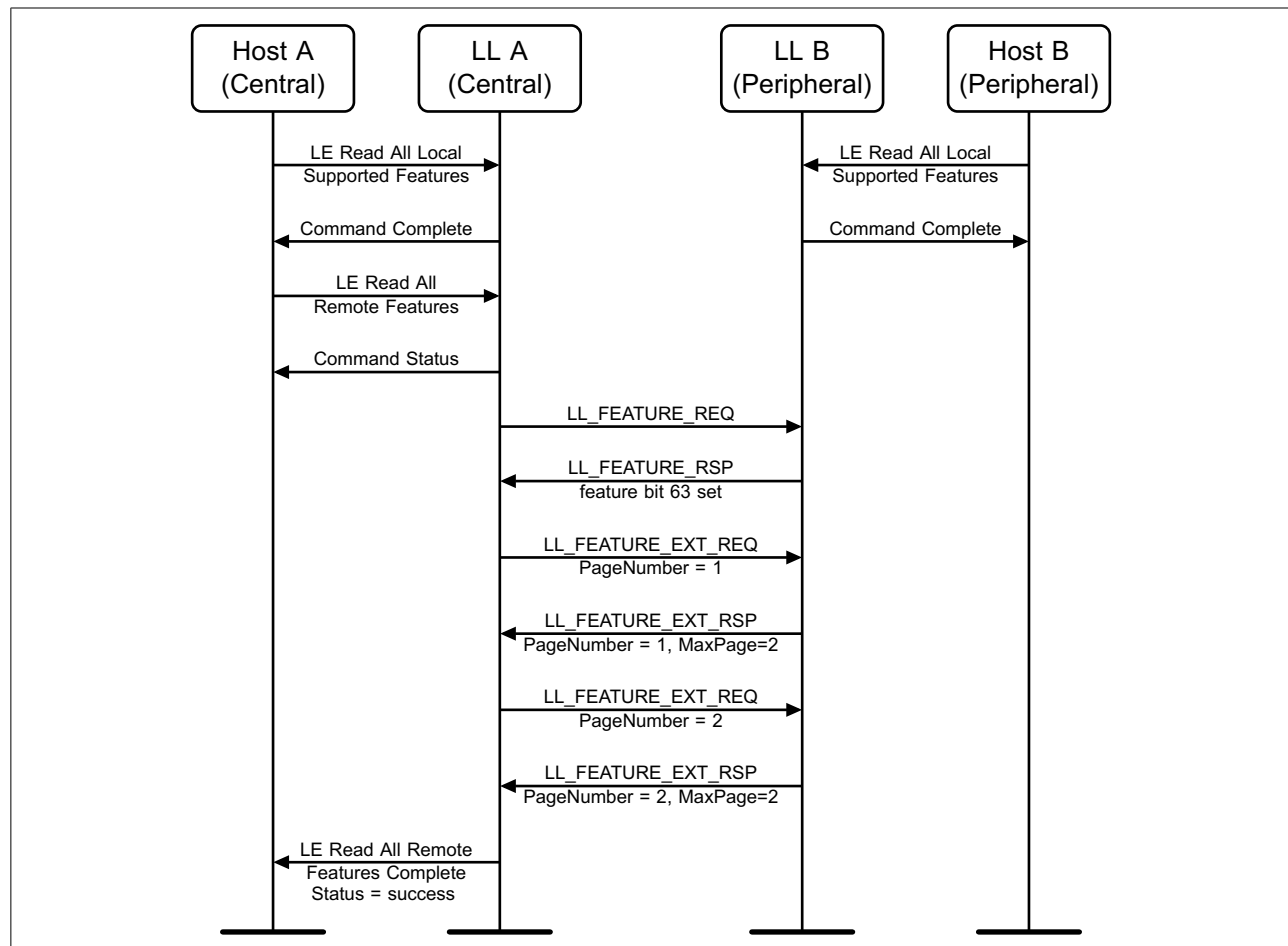 Host A
(Central)
LL A
(Central)
LL B
(Peripheral)
Host B
(Peripheral)
LE Read All Local
Supported Features
LE Read All Local
Supported Features
Command Complete
Command Complete
LE Read All
Remote Features
Command Status
LL_FEATURE_REQ
LL_FEATURE_RSP
feature bit 63 set
LL_FEATURE_EXT_REQ
PageNumber = 1
LL_FEATURE_EXT_RSP
PageNumber = 1, MaxPage=2
LL_FEATURE_EXT_REQ
PageNumber = 2
LL_FEATURE_EXT_RSP
PageNumber = 2, MaxPage=2
LE Read All Remote
Features Complete
Status = success